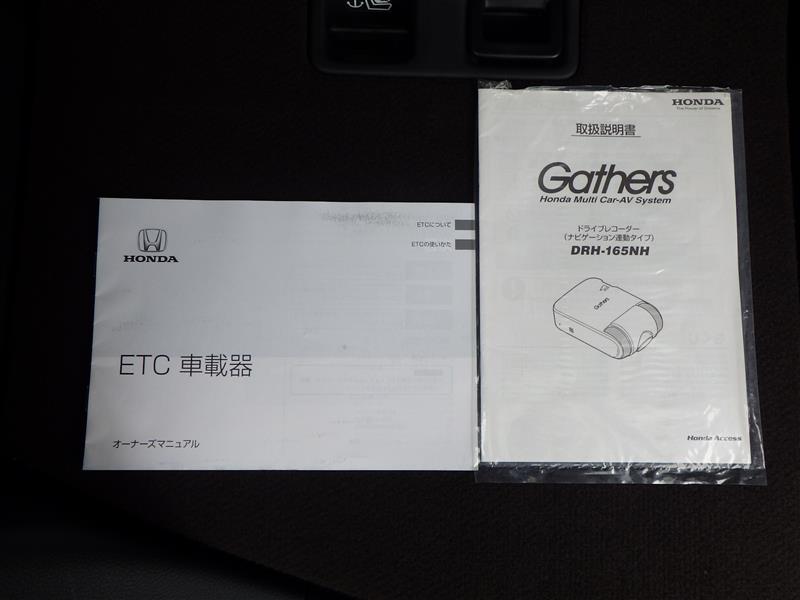 HONDA
ETCについて
ETCの使いかた
ETC 車載器
オーナーズマニュアル
HONDA
The Power of Dreams
取扱説明書
Gathers
Honda Multi Car-AV System
ドライブレコーダー
(ナビゲーション連動タイプ)
DRH-165NH
Gathers
Honda Access